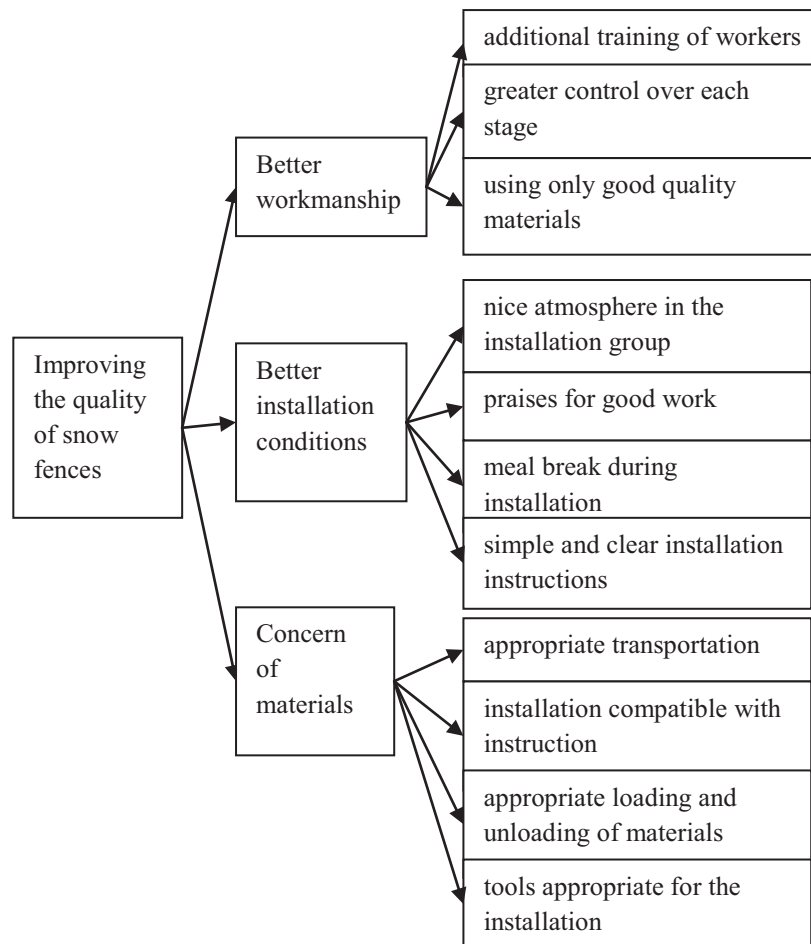 Improving
the quality
of snow
fences
Better
workmanship
additional training of workers
greater control over each
stage
using only good quality
materials
Better
installation
conditions
nice atmosphere in the
installation group
praises for good work
meal break during
installation
simple and clear installation
instructions
Concern
of
materials
appropriate transportation
installation compatible with
instruction
appropriate loading and
unloading of materials
tools appropriate for the
installation